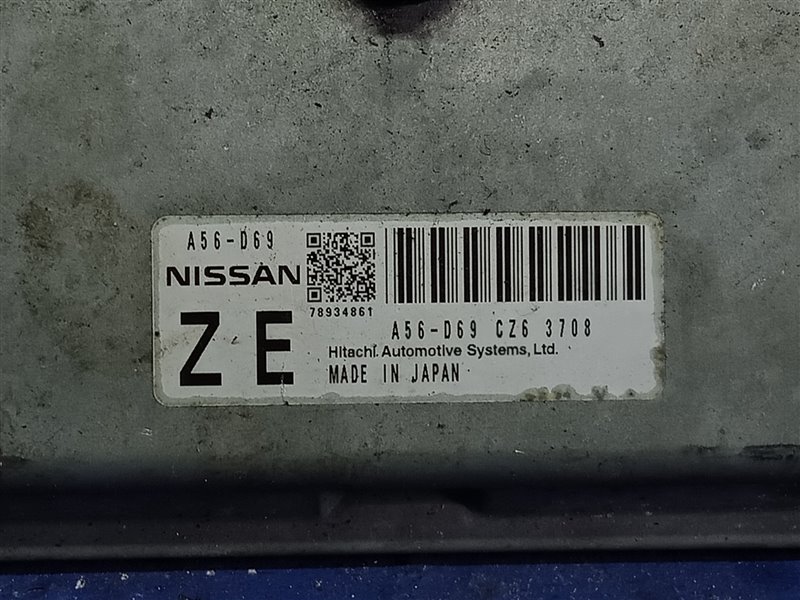 A56-D69
NISSAN
78934861
ZE
A56-D69 CZ6 3708
Hitachi Automotive Systems, Ltd.
MADE IN JAPAN